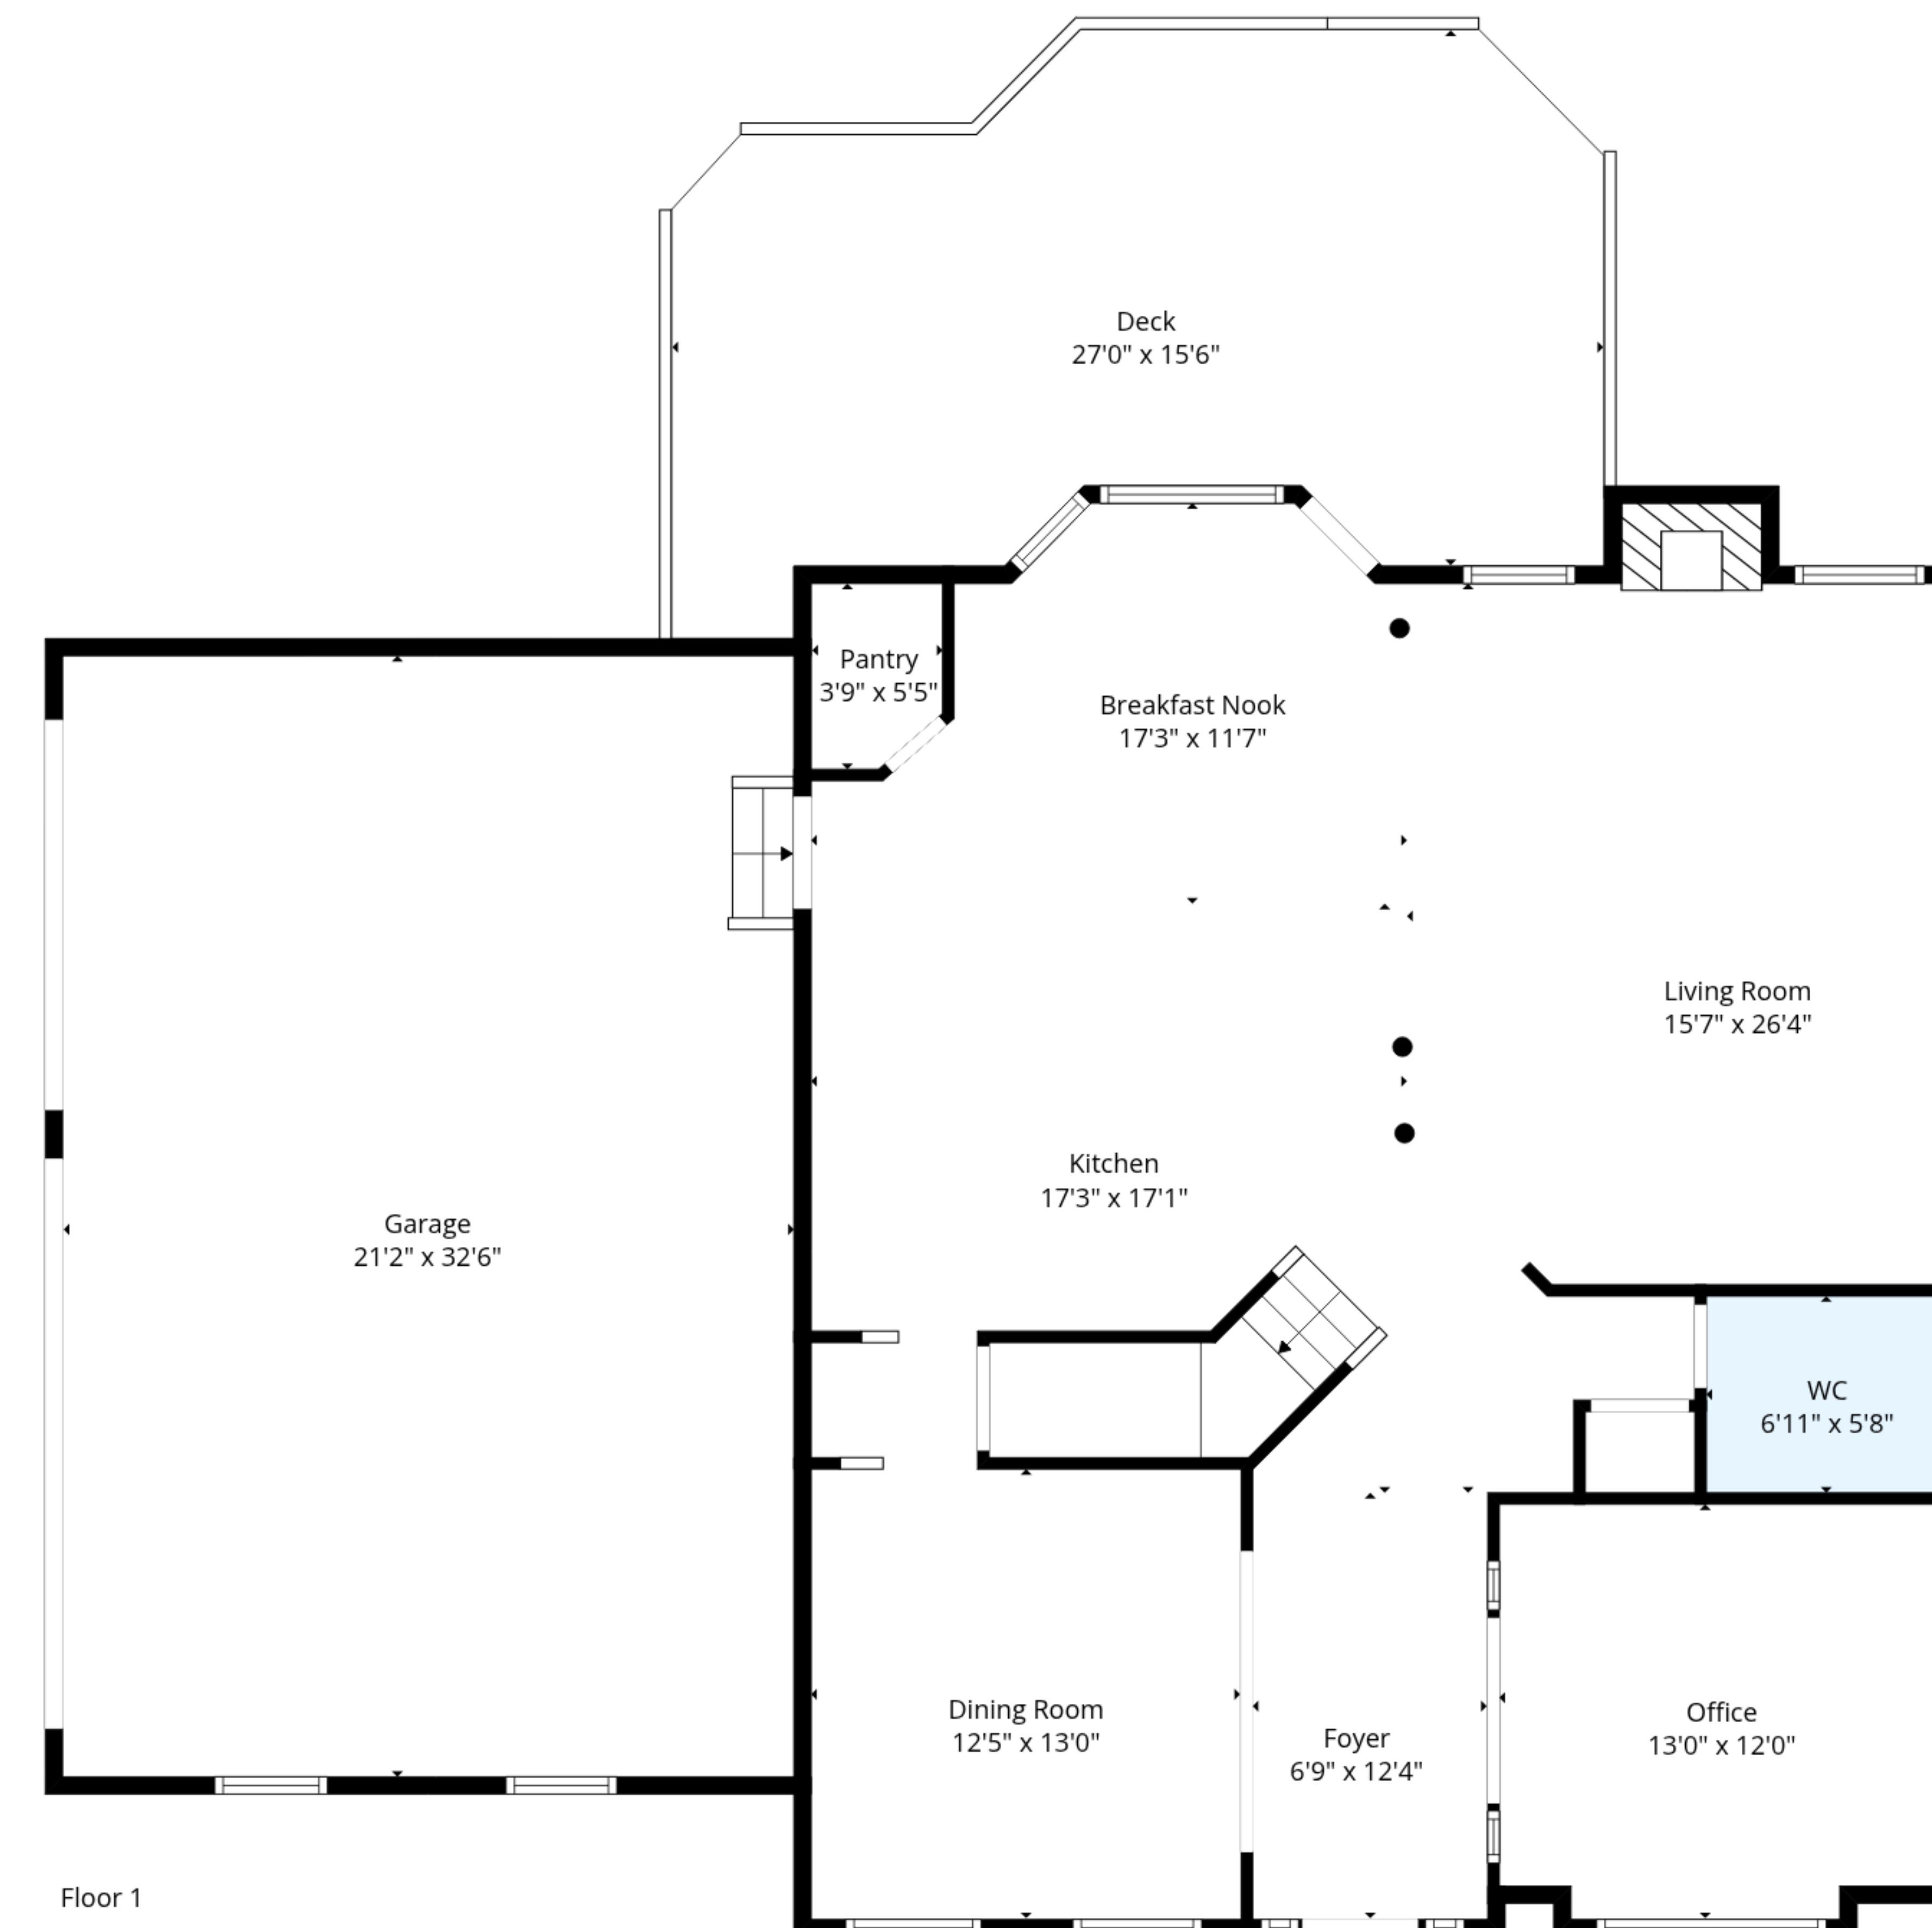 Deck
27'0" x 15'6"
Pantry
3'9" x 5'5"
Breakfast Nook
17'3" x 11'7"
Living Room
15'7" x 26'4"
Kitchen
17'3" x 17'1"
Garage
21'2" x 32'6"
WC
6'11" x 5'8"
Dining Room
12'5" x 13'0"
Foyer
6'9" x 12'4"
Office
13'0" x 12'0"
Floor 1